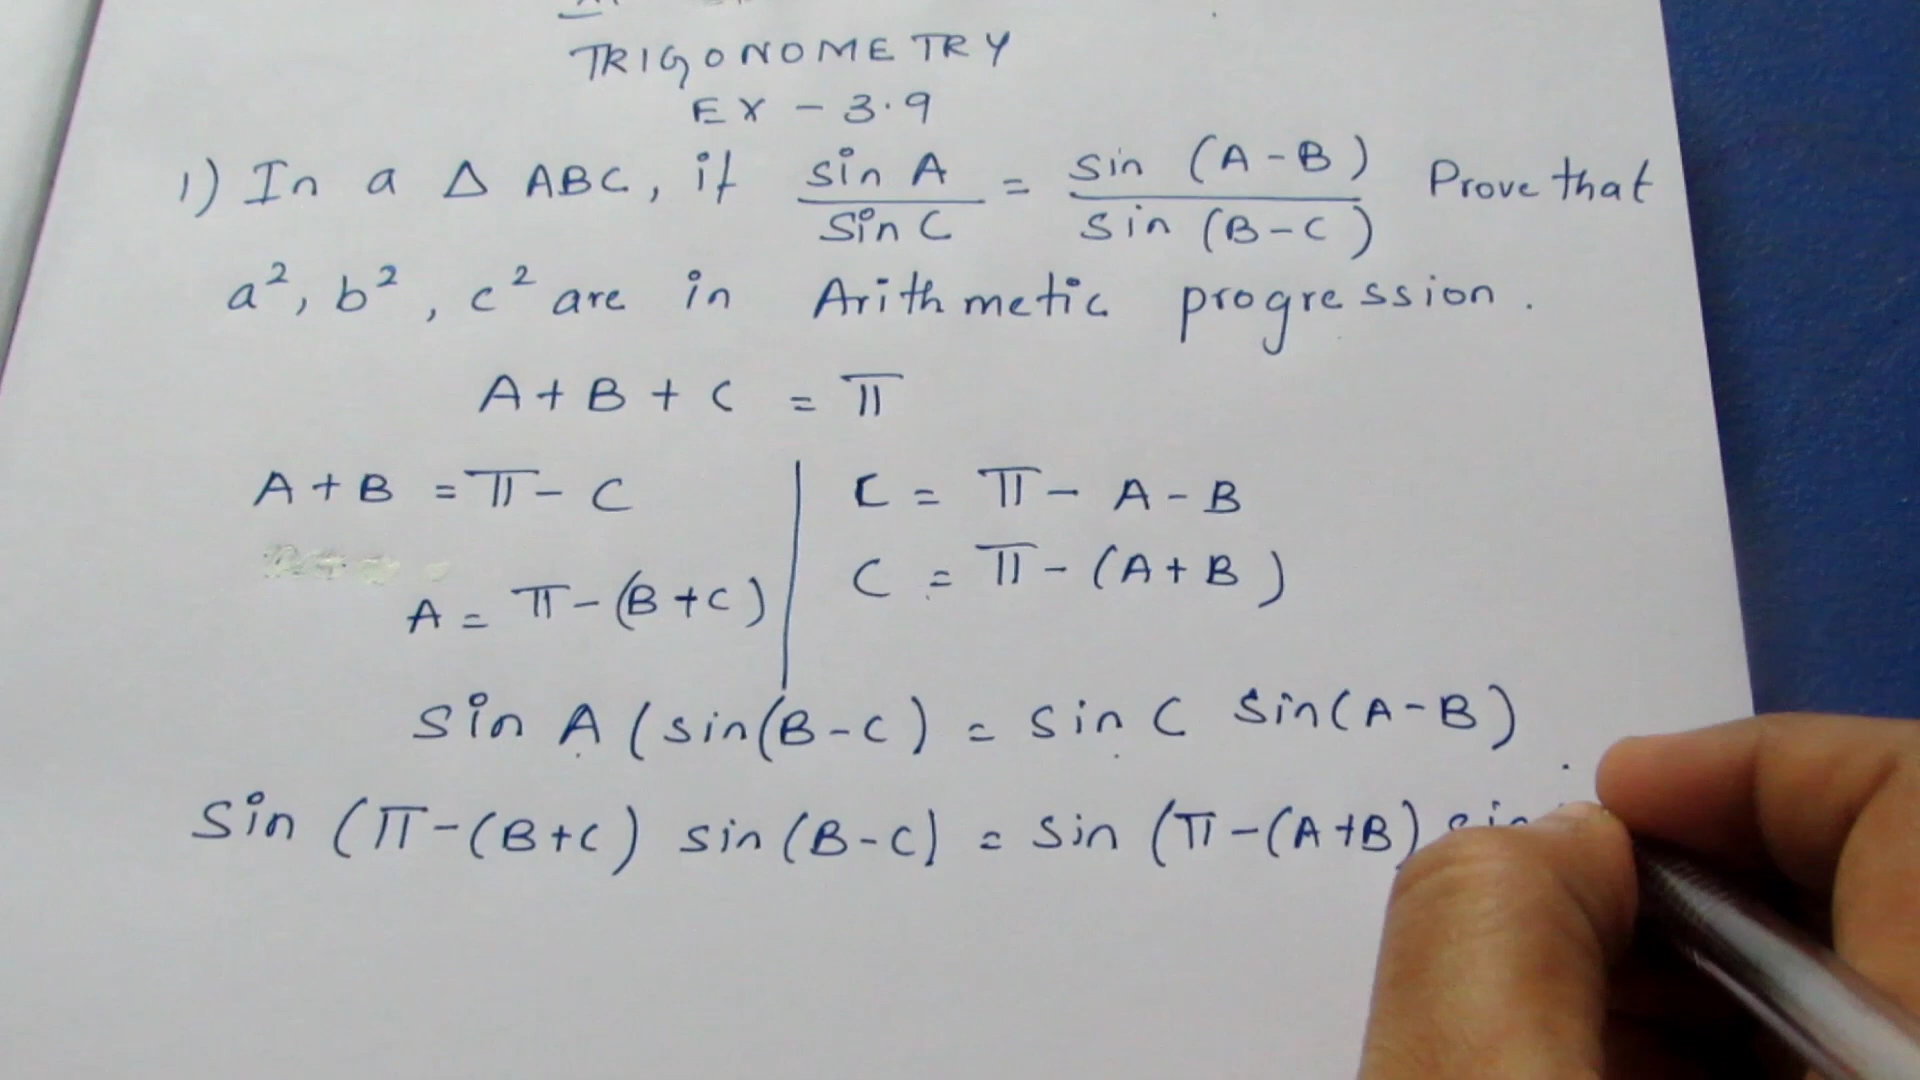 TRIGONOMETRY
EX - 3.9
1) In a Δ ABC, if sin A / sin C = sin (A-B) / sin (B-C) Prove that
a², b², c² are in Arithmetic progression.
A + B + C = π
A + B = π - C
A = π - (B + C)
C = π - A - B
C = π - (A + B)
sin A (sin(B - C) = sin C sin(A - B)
sin (π - (B + C) sin (B - C) = sin (π - (A + B) sin